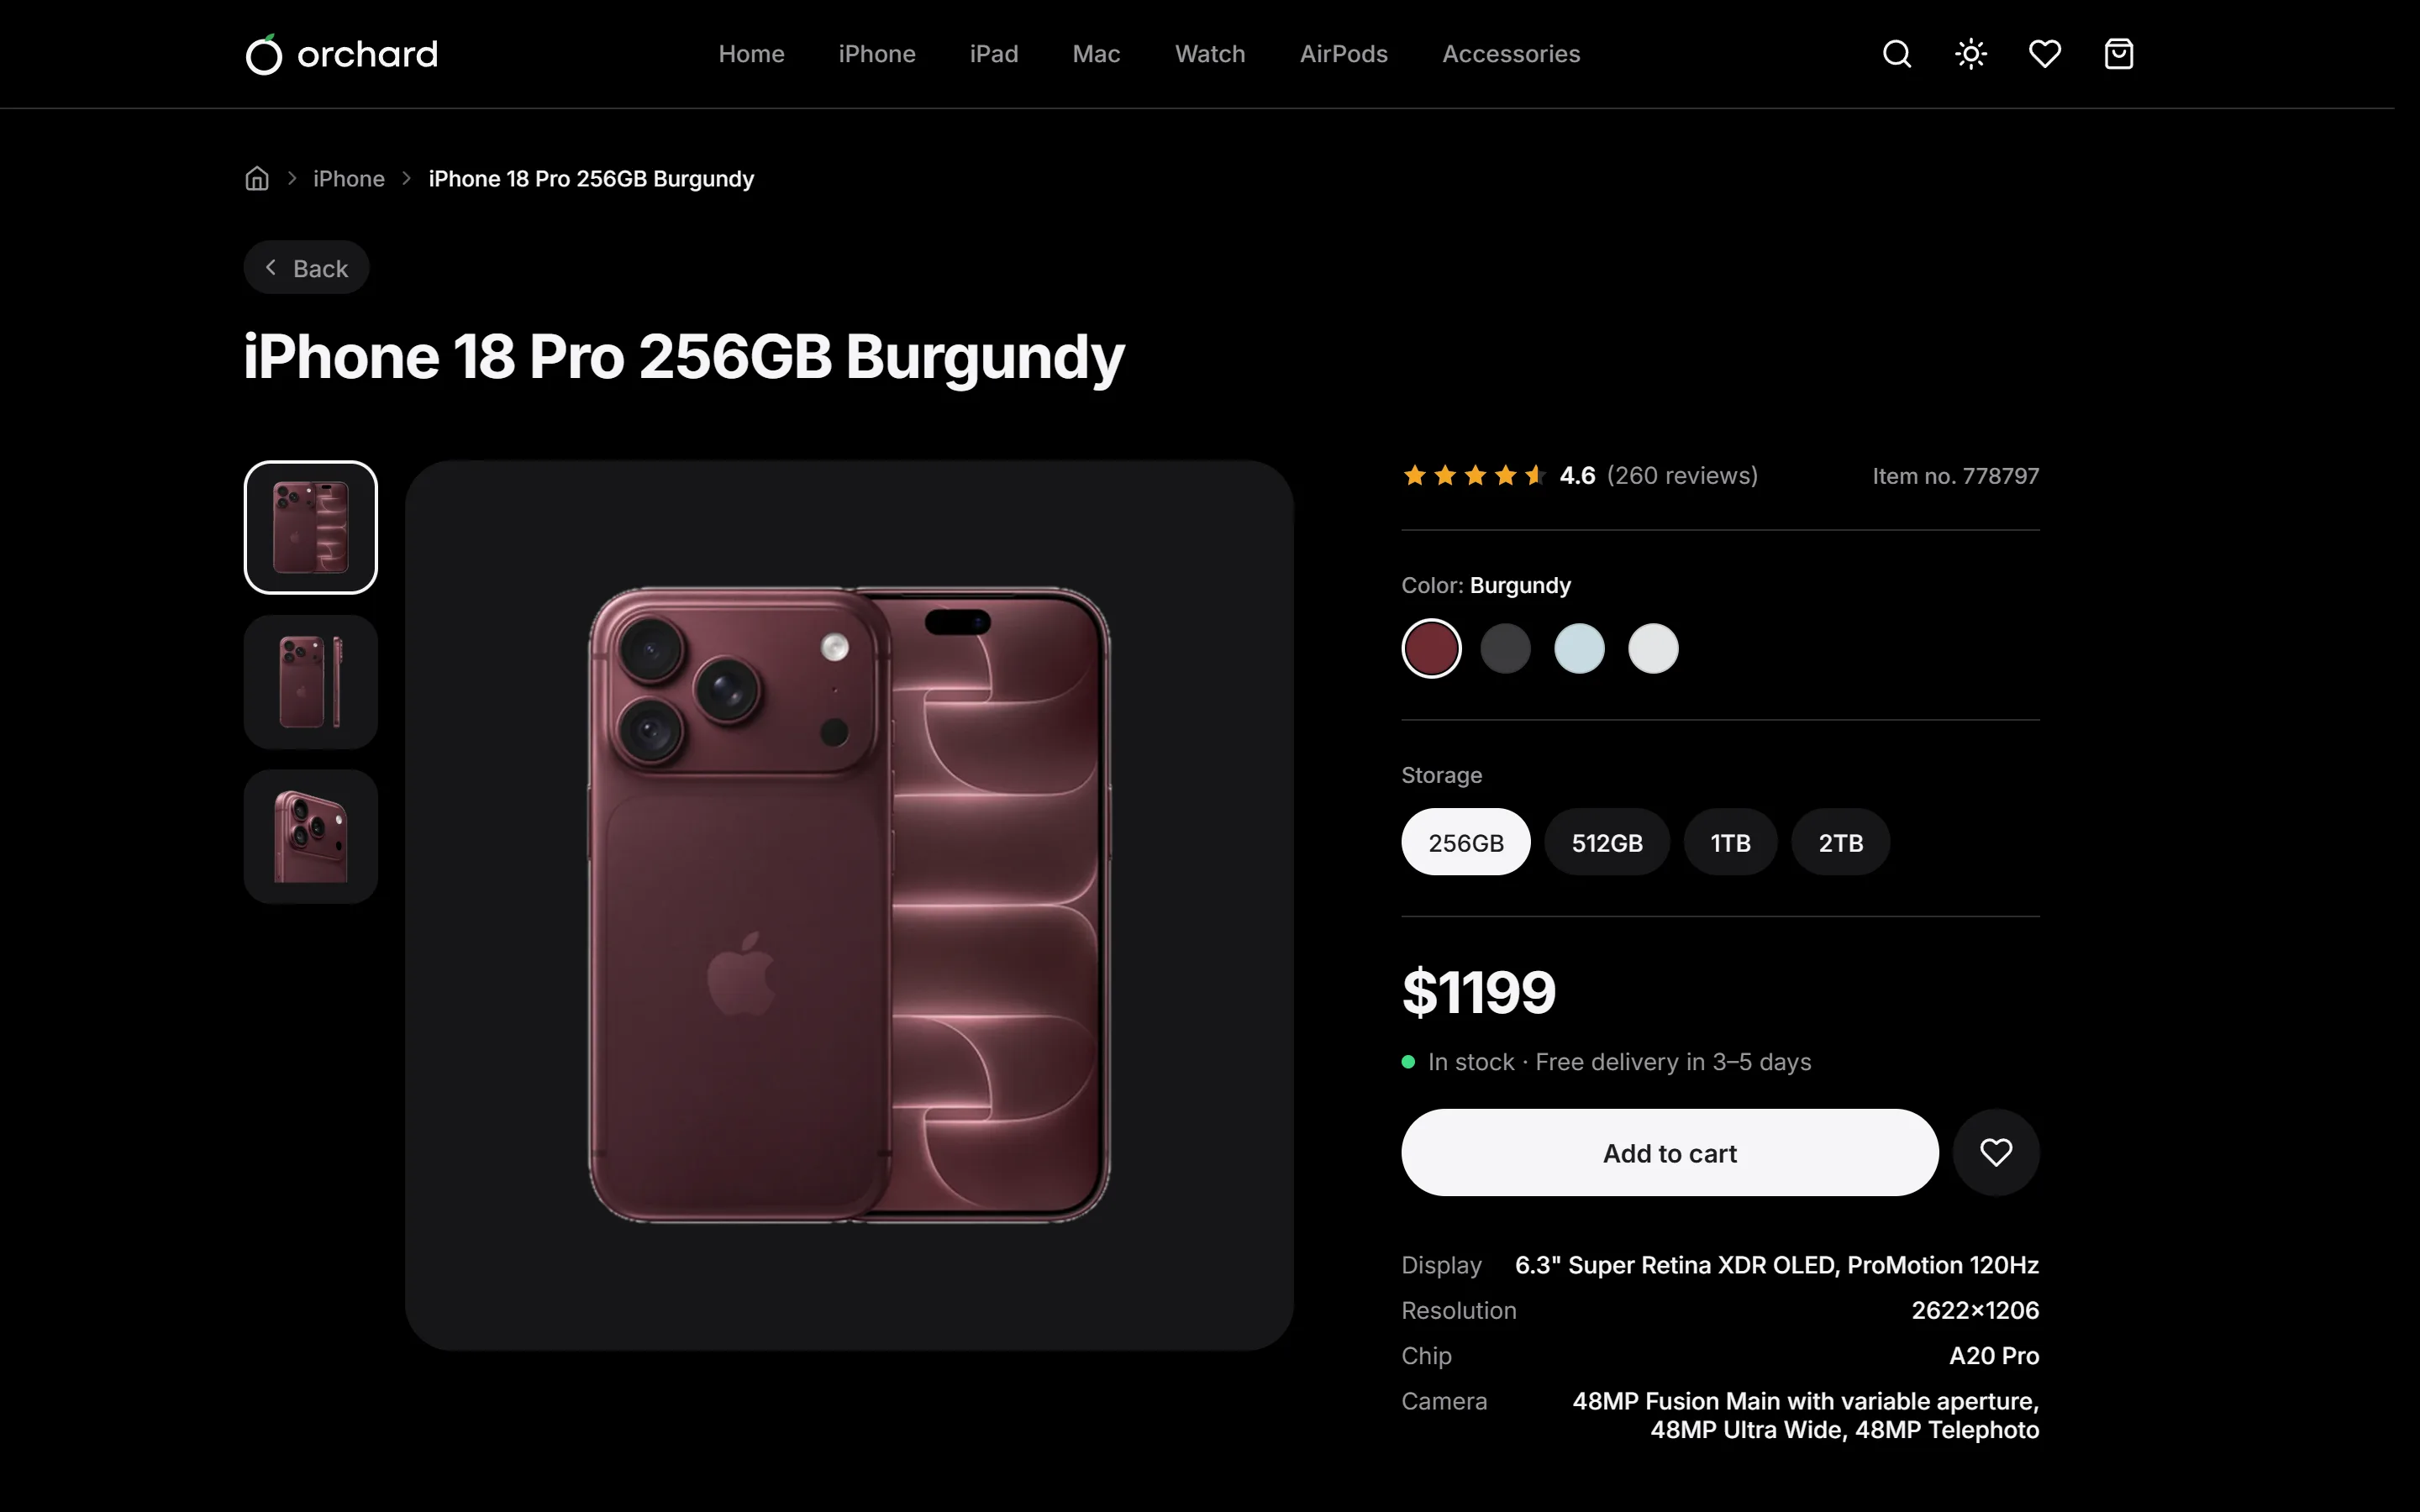 orchard
Home
iPhone
iPad
Mac
Watch
AirPods
Accessories
iPhone
iPhone 18 Pro 256GB Burgundy
Back
iPhone 18 Pro 256GB Burgundy
4.6 (260 reviews)
Item no. 778797
Color: Burgundy
Storage
256GB
512GB
1TB
2TB
$1199
In stock · Free delivery in 3–5 days
Add to cart
Display 6.3" Super Retina XDR OLED, ProMotion 120Hz
Resolution 2622×1206
Chip A20 Pro
Camera 48MP Fusion Main with variable aperture,
48MP Ultra Wide, 48MP Telephoto